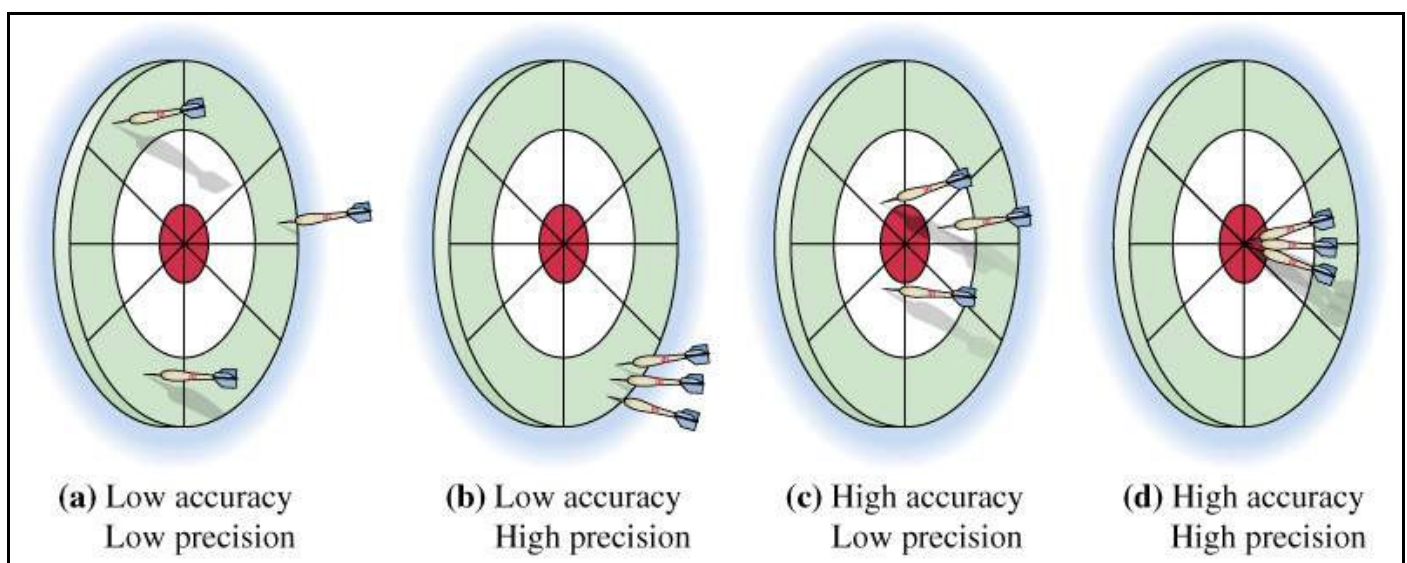 (a) Low accuracy
Low precision
(b) Low accuracy
High precision
(c) High accuracy
Low precision
(d) High accuracy
High precision